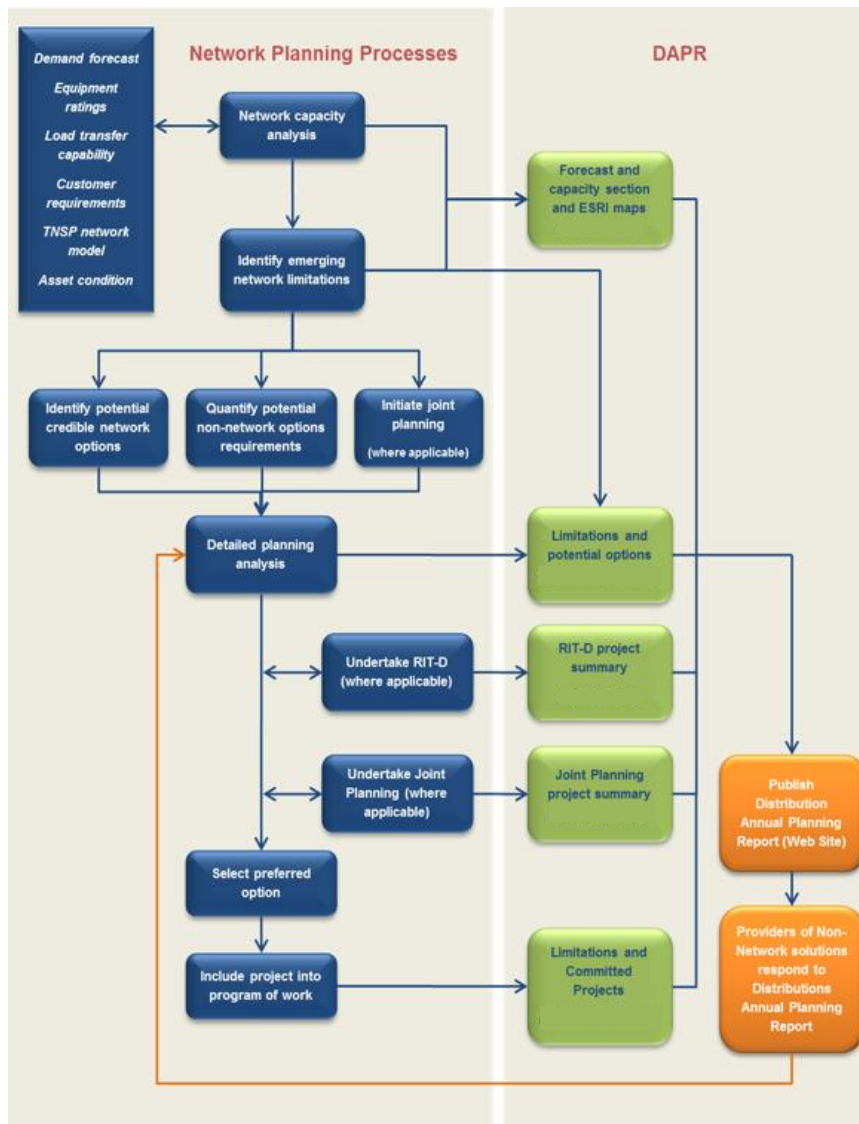 Network Planning Processes
DAPR
Demand forecast
Equipment
ratings
Load transfer
capability
Customer
requirements
TNSP network
model
Asset condition
Network capacity
analysis
Forecast and
capacity section
and ESRI maps
Identify emerging
network limitations
Identify potential
credible network
options
Quantify potential
non-network options
requirements
Initiate joint
planning
(where applicable)
Detailed planning
analysis
Limitations and
potential options
Undertake RIT-D
(where applicable)
RIT-D project
summary
Undertake Joint
Planning (where
applicable)
Joint Planning
project summary
Publish
Distribution
Annual Planning
Report (Web Site)
Select preferred
option
Include project into
program of work
Limitations and
Committed
Projects
Providers of Non-
Network solutions
respond to
Distributions
Annual Planning
Report